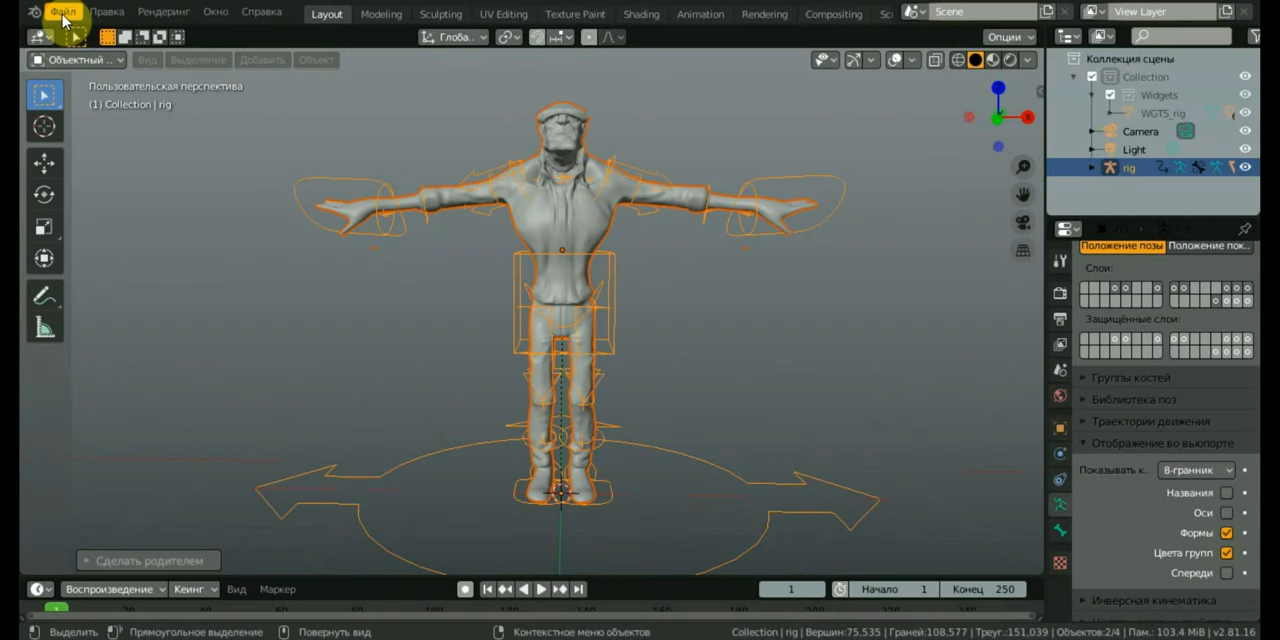 Файл Правка Рендеринг Окно Справка Layout Modeling Sculpting UV Editing Texture Paint Shading Animation Rendering Compositing Sc Scene View Layer
Глоба.. Опции
Объектный .. Вид Выделение Добавить Объект
Пользовательская перспектива
(1) Collection | rig
X
Коллекция сцены
Collection
Widgets
WGTS_rig
Camera
Light
rig
Положение позы Положение пок..
Слои:
Защищённые слои:
Группы костей
Библиотека поз
Траектории движения
Отображение во вьюпорте
Показывать к.. 8-гранник
Названия
Оси
Формы
Цвета групп
Спереди
Инверсная кинематика
Сделать родителем
Воспроизведение Кеинг Вид Маркер 1 Начало 1 Конец 250
1
Выделить Прямоугольное выделение Повернуть вид Контекстное меню объектов Collection | rig | Вершин:75,535 | Граней:108,577 | Треуг.:151,039 | Объектов:2/4 | Пам.: 103.4 MiB | v2.81.16